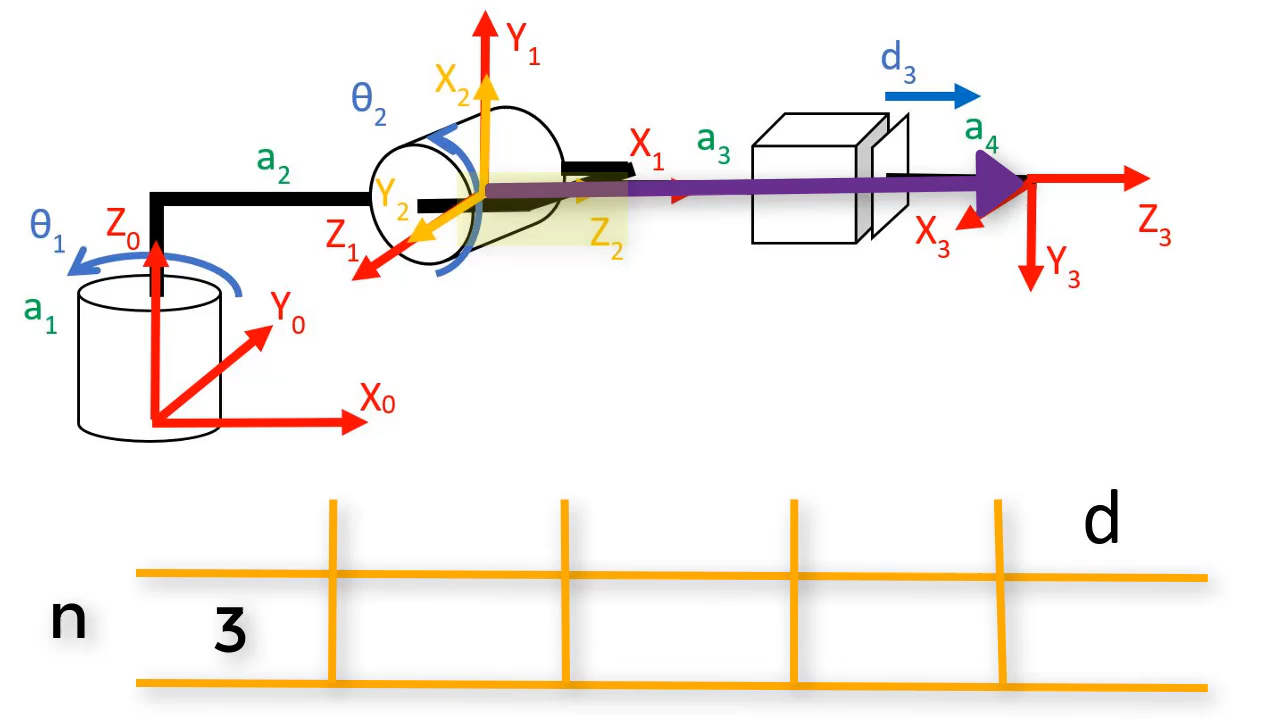 Y₁
d₃
X₂
θ₂
a₄
a₃
X₁
a₂
Y₂
θ₁
Z₀
Z₁
Z₂
X₃
Z₃
Y₃
a₁
Y₀
X₀
d
n
3